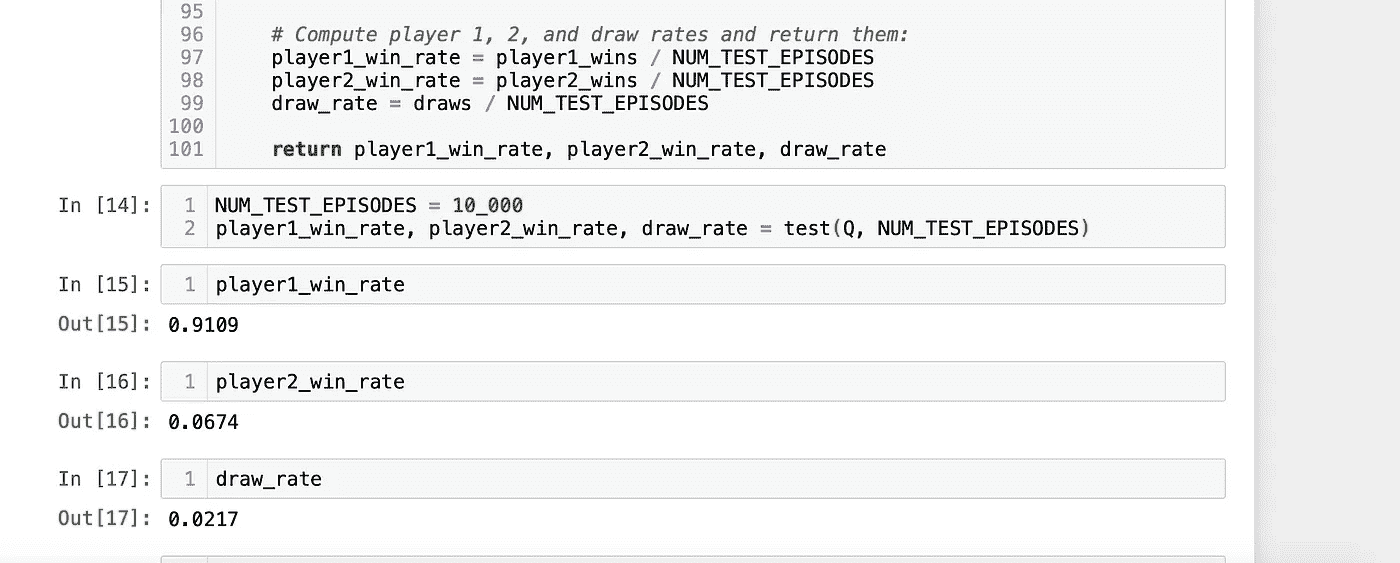 95
96 # Compute player 1, 2, and draw rates and return them:
97 player1_win_rate = player1_wins / NUM_TEST_EPISODES
98 player2_win_rate = player2_wins / NUM_TEST_EPISODES
99 draw_rate = draws / NUM_TEST_EPISODES
100
101 return player1_win_rate, player2_win_rate, draw_rate
In [14]: 1 NUM_TEST_EPISODES = 10_000
2 player1_win_rate, player2_win_rate, draw_rate = test(Q, NUM_TEST_EPISODES)
In [15]: 1 player1_win_rate
Out[15]: 0.9109
In [16]: 1 player2_win_rate
Out[16]: 0.0674
In [17]: 1 draw_rate
Out[17]: 0.0217